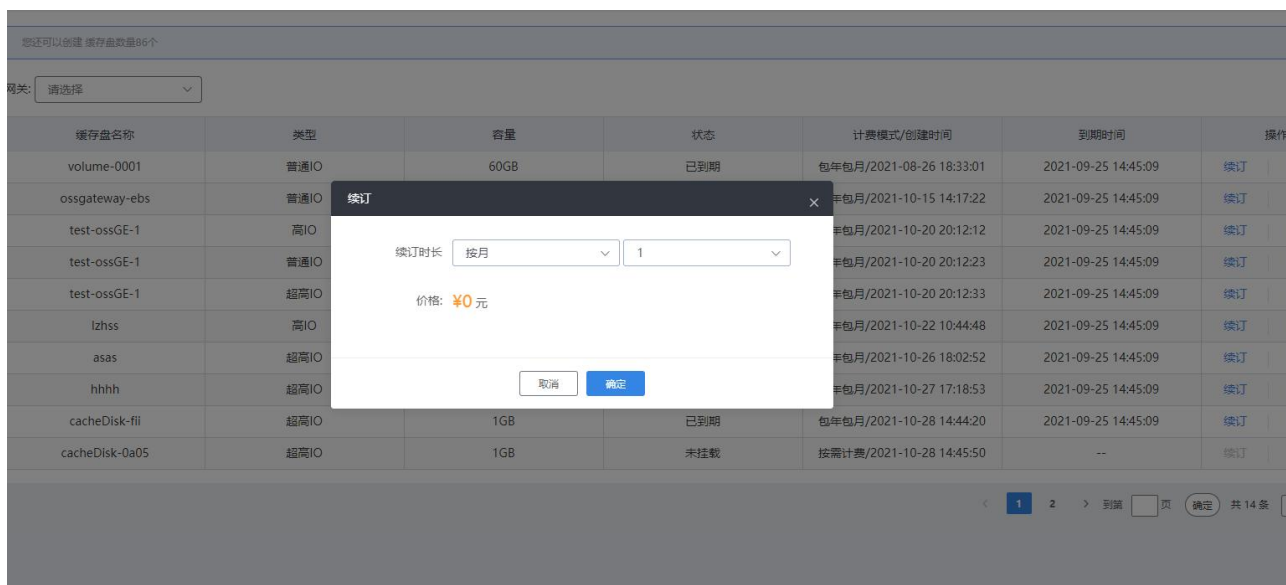 您还可以创建 缓存盘数量86个
网关: 请选择
缓存盘名称 类型 容量 状态 计费模式/创建时间 到期时间 操作
volume-0001 普通IO 60GB 已到期 包年包月/2021-08-26 18:33:01 2021-09-25 14:45:09 续订
ossgateway-ebs 普通IO 年包月/2021-10-15 14:17:22 2021-09-25 14:45:09 续订
test-ossGE-1 高IO 年包月/2021-10-20 20:12:12 2021-09-25 14:45:09 续订
test-ossGE-1 普通IO 年包月/2021-10-20 20:12:23 2021-09-25 14:45:09 续订
test-ossGE-1 超高IO 年包月/2021-10-20 20:12:33 2021-09-25 14:45:09 续订
lzhss 高IO 年包月/2021-10-22 10:44:48 2021-09-25 14:45:09 续订
asas 超高IO 年包月/2021-10-26 18:02:52 2021-09-25 14:45:09 续订
hhhh 超高IO 年包月/2021-10-27 17:18:53 2021-09-25 14:45:09 续订
cacheDisk-fii 超高IO 1GB 已到期 包年包月/2021-10-28 14:44:20 2021-09-25 14:45:09 续订
cacheDisk-0a05 超高IO 1GB 未挂载 按需计费/2021-10-28 14:45:50 -- 续订
续订 ×
续订时长 按月 1
价格: ¥0 元
取消 确定
< 1 2 > 到第 页 确定 共 14 条